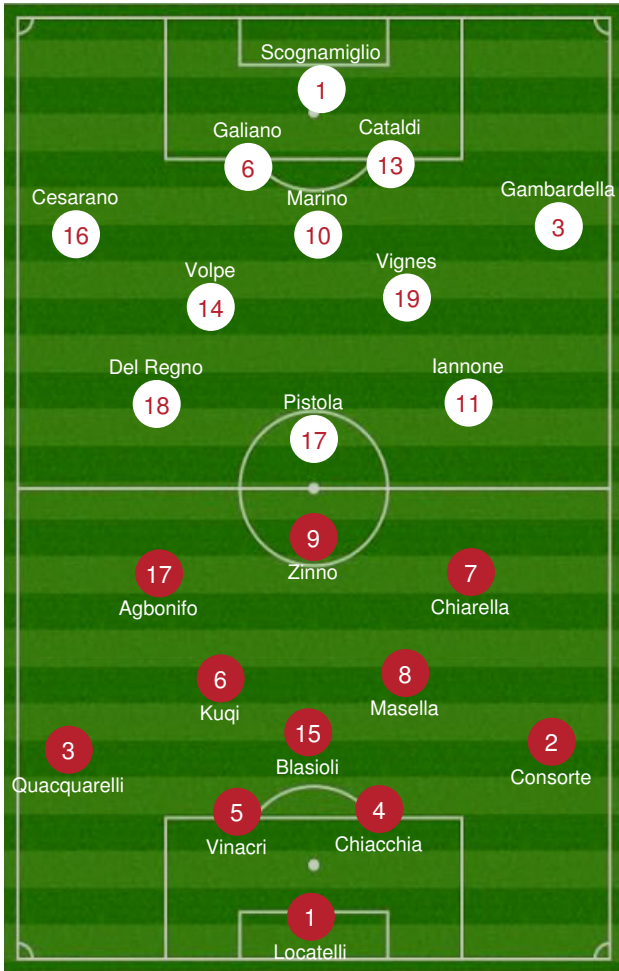 Scognamiglio
1
Galiano
6
Cataldi
13
Cesarano
16
Marino
10
Gambardella
3
Volpe
14
Vignes
19
Del Regno
18
Iannone
11
Pistola
17
9
Zinno
17
Agbonifo
7
Chiarella
6
Kuqi
8
Masella
15
Blasioli
3
Quacquarelli
2
Consorte
5
Vinacri
4
Chiacchia
1
Locatelli